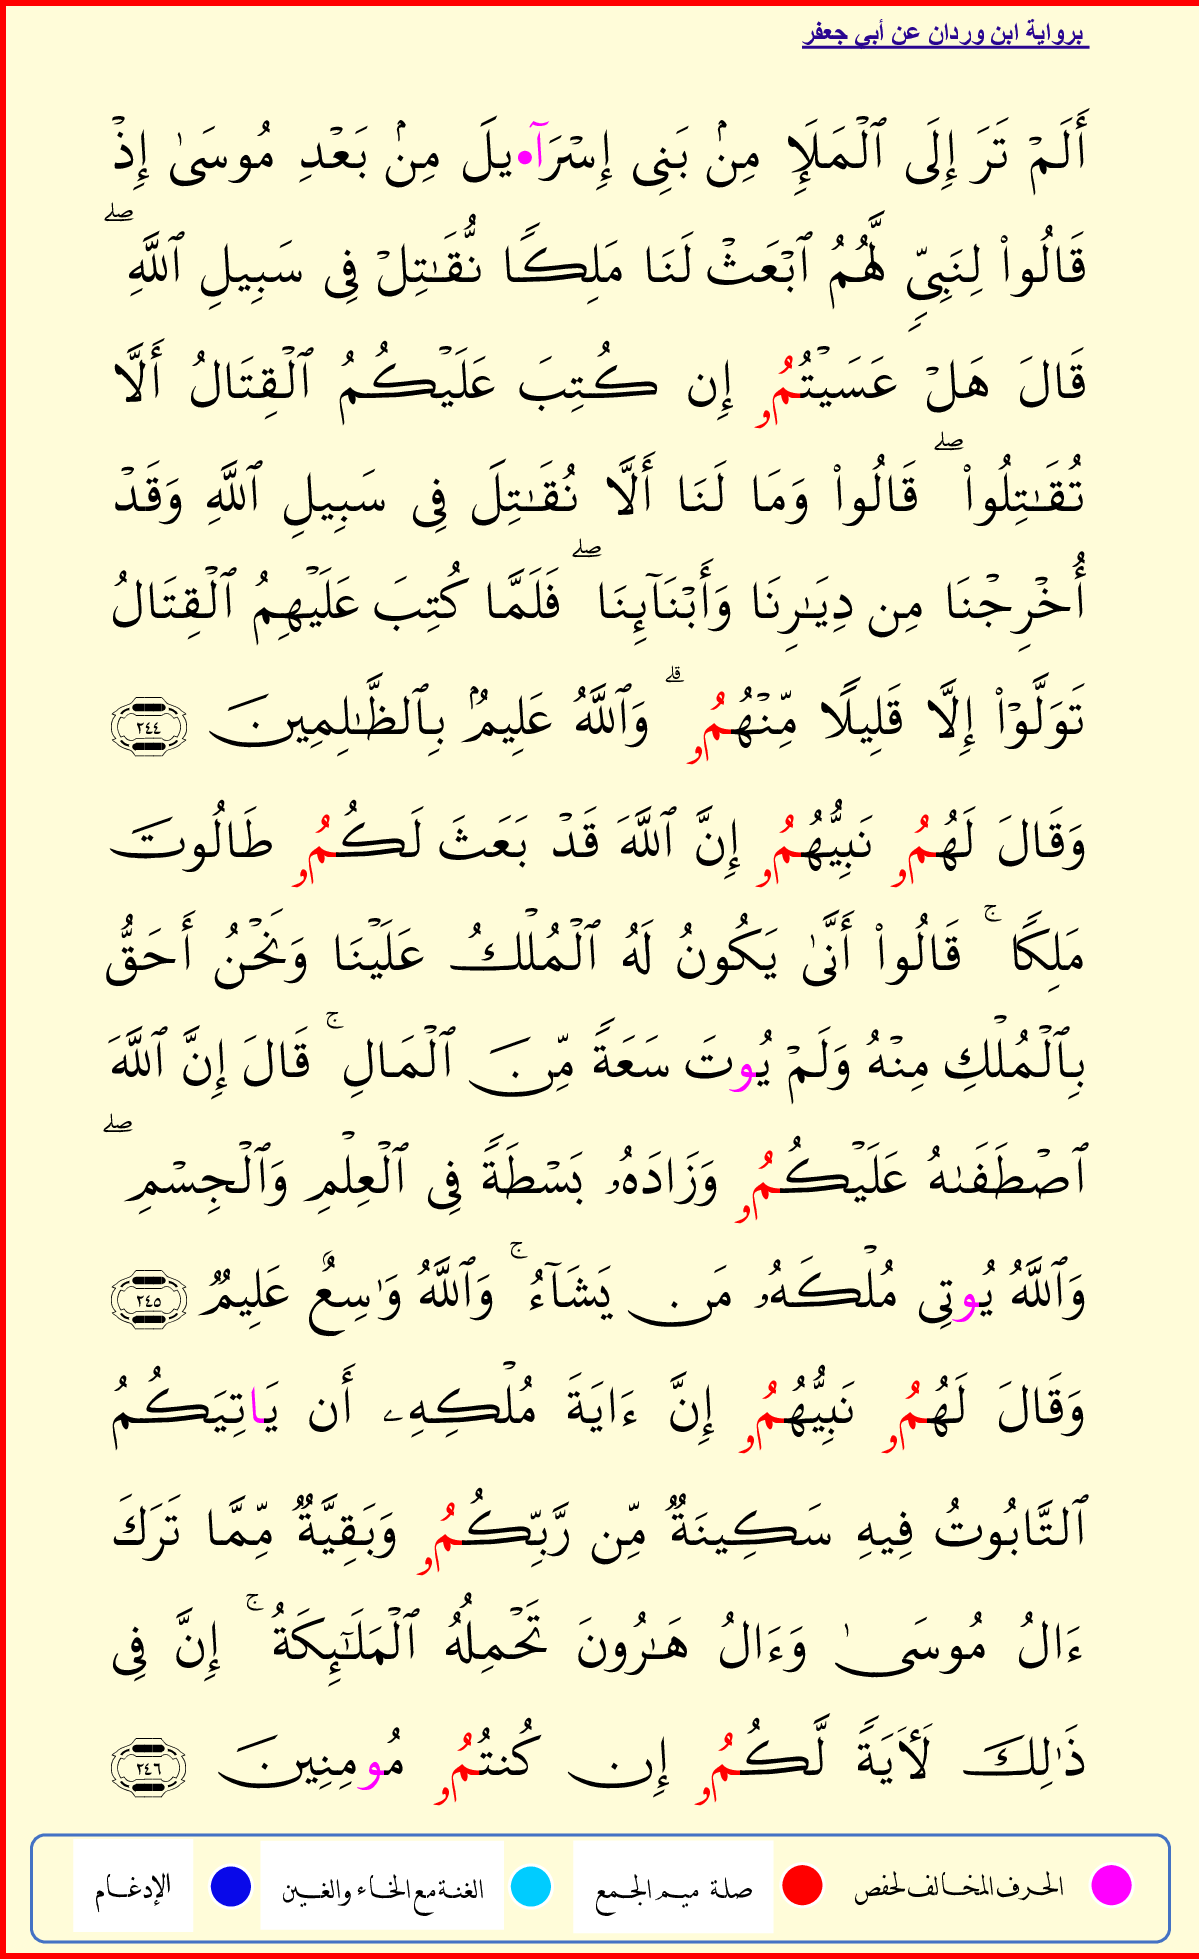 برواية ابن وردان عن أبي جعفر
أَلَمۡ تَرَ إِلَى ٱلۡمَلَإِ مِنۢ بَنِي إِسۡرَآ•يلَ مِنۢ بَعۡدِ مُوسَىٰ إِذۡ
قَالُواْ لِنَبِيّٖ لَّهُمُ ٱبۡعَثۡ لَنَا مَلِكٗا نُّقَٰتِلۡ فِي سَبِيلِ ٱللَّهِۖ
قَالَ هَلۡ عَسَيۡتُمُۥ إِن كُتِبَ عَلَيۡكُمُ ٱلۡقِتَالُ أَلَّا
تُقَٰتِلُواْۖ قَالُواْ وَمَا لَنَا أَلَّا نُقَٰتِلَ فِي سَبِيلِ ٱللَّهِ وَقَدۡ
أُخۡرِجۡنَا مِن دِيَٰرِنَا وَأَبۡنَآئِنَاۖ فَلَمَّا كُتِبَ عَلَيۡهِمُ ٱلۡقِتَالُ
تَوَلَّوۡاْ إِلَّا قَلِيلٗا مِّنۡهُمُۥۗ وَٱللَّهُ عَلِيمُۢ بِٱلظَّٰلِمِينَ ٢٤٤
وَقَالَ لَهُمُۥ نَبِيُّهُمُۥ إِنَّ ٱللَّهَ قَدۡ بَعَثَ لَكُمُۥ طَالُوتَ
مَلِكٗاۚ قَالُواْ أَنَّىٰ يَكُونُ لَهُ ٱلۡمُلۡكُ عَلَيۡنَا وَنَحۡنُ أَحَقُّ
بِٱلۡمُلۡكِ مِنۡهُ وَلَمۡ يُوتَ سَعَةٗ مِّنَ ٱلۡمَالِۚ قَالَ إِنَّ ٱللَّهَ
ٱصۡطَفَىٰهُ عَلَيۡكُمُۥ وَزَادَهُۥ بَسۡطَةٗ فِي ٱلۡعِلۡمِ وَٱلۡجِسۡمِۖ
وَٱللَّهُ يُوتِي مُلۡكَهُۥ مَن يَشَآءُۚ وَٱللَّهُ وَٰسِعٌ عَلِيمٞ ٢٤٥
وَقَالَ لَهُمُۥ نَبِيُّهُمُۥ إِنَّ ءَايَةَ مُلۡكِهِۦ أَن يَاتِيَكُمُ
ٱلتَّابُوتُ فِيهِ سَكِينَةٞ مِّن رَّبِّكُمُۥ وَبَقِيَّةٞ مِّمَّا تَرَكَ
ءَالُ مُوسَىٰ وَءَالُ هَٰرُونَ تَحۡمِلُهُ ٱلۡمَلَٰٓئِكَةُۚ إِنَّ فِي
ذَٰلِكَ لَأٓيَةٗ لَّكُمُۥ إِن كُنتُمُۥ مُومِنِينَ ٢٤٦
الحرف المخالف لحفص صلة ميم الجمع الغنة مع الخاء والغين الإدغام